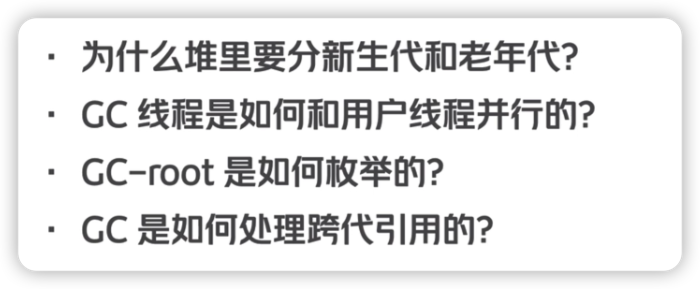 · 为什么堆里要分新生代和老年代?
· GC 线程是如何和用户线程并行的?
· GC-root 是如何枚举的?
· GC 是如何处理跨代引用的?